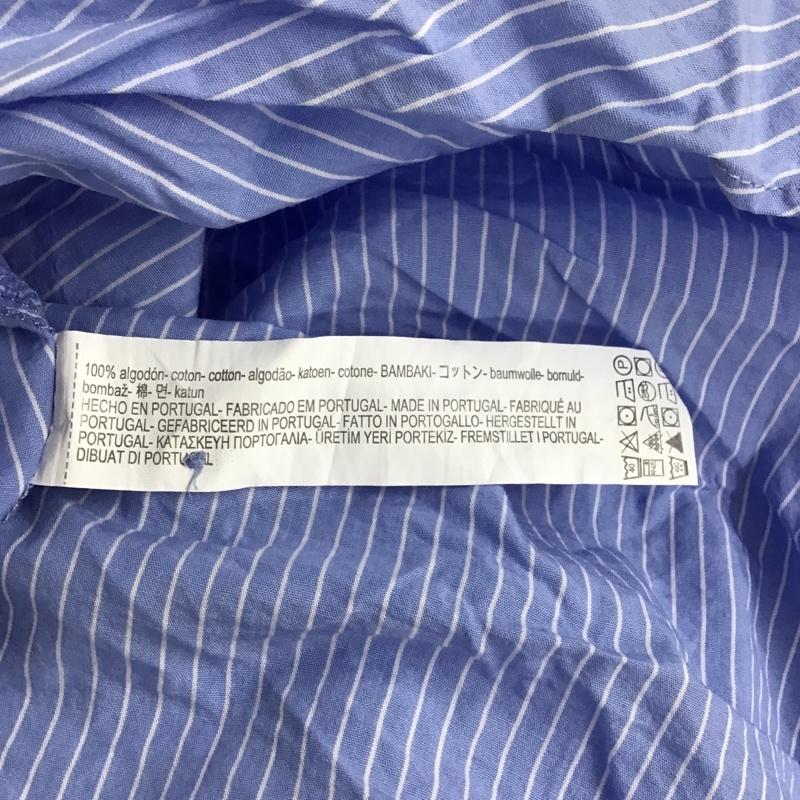 100% algodón- coton- cotton- algodão- katoen- cotone- BAMBAKI- コットン- baumwolle- bomuld-
bombaž- 棉- 면- katun
HECHO EN PORTUGAL- FABRICADO EM PORTUGAL- MADE IN PORTUGAL- FABRIQUÉ AU
PORTUGAL- GEFABRICEERD IN PORTUGAL- FATTO IN PORTOGALLO- HERGESTELLT IN
PORTUGAL- ΚΑΤΑΣΚΕΥΗ ΠΟΡΤΟΓΑΛΙΑ- ÜRETİM YERİ PORTEKİZ- FREMSTILLET I PORTUGAL-
DIBUAT DI PORTUGAL